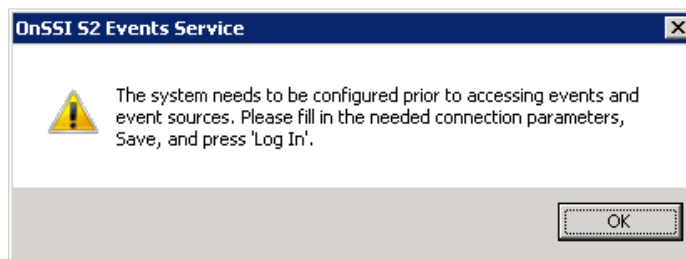 OnSSI S2 Events Service
The system needs to be configured prior to accessing events and
event sources. Please fill in the needed connection parameters,
Save, and press 'Log In'.
OK